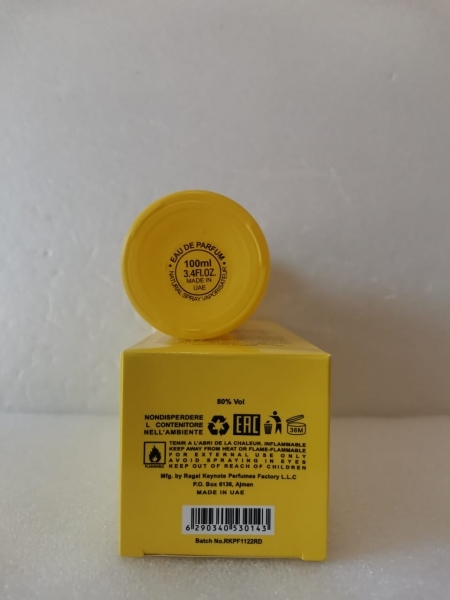 * EAU DE PARFUM *
100ml
3.4FL.OZ.
MADE IN
UAE
NATURAL SPRAY VAPORISATEUR
80% Vol
NONDISPERDERE
L CONTENITORE
NELL'AMBIENTE
EAC
36M
TENIR A L'ABRI DE LA CHALEUR. INFLAMMABLE
KEEP AWAY FROM HEAT OR FLAME-FLAMMABLE
FOR EXTERNAL USE ONLY
AVOID SPRAYING IN EYES
KEEP OUT OF REACH OF CHILDREN
FLAMMABLE
Mfg. by Ragal Keynote Perfumes Factory L.L.C
P.O. Box 6136, Ajman
MADE IN UAE
6 290340 530143
Batch No.RKPF1122RD